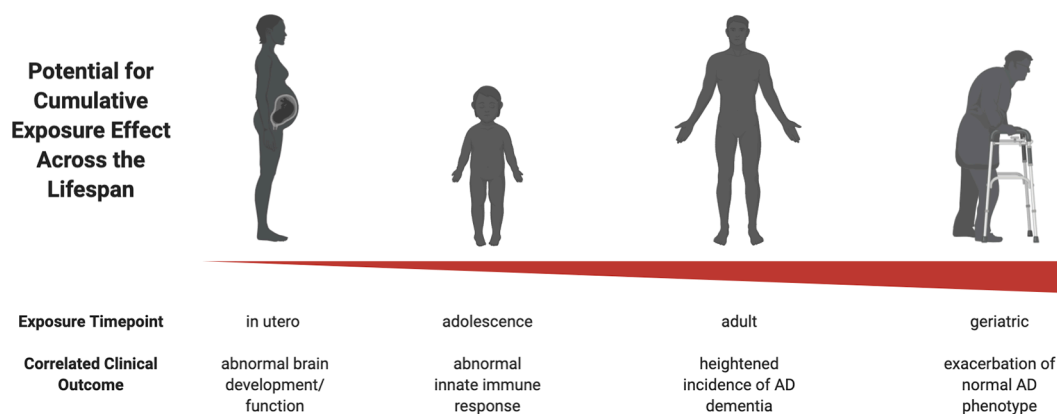 Potential for
Cumulative
Exposure Effect
Across the
Lifespan
Exposure Timepoint
in utero
adolescence
adult
geriatric
Correlated Clinical
Outcome
abnormal brain
development/
function
abnormal
innate immune
response
heightened
incidence of AD
dementia
exacerbation of
normal AD
phenotype